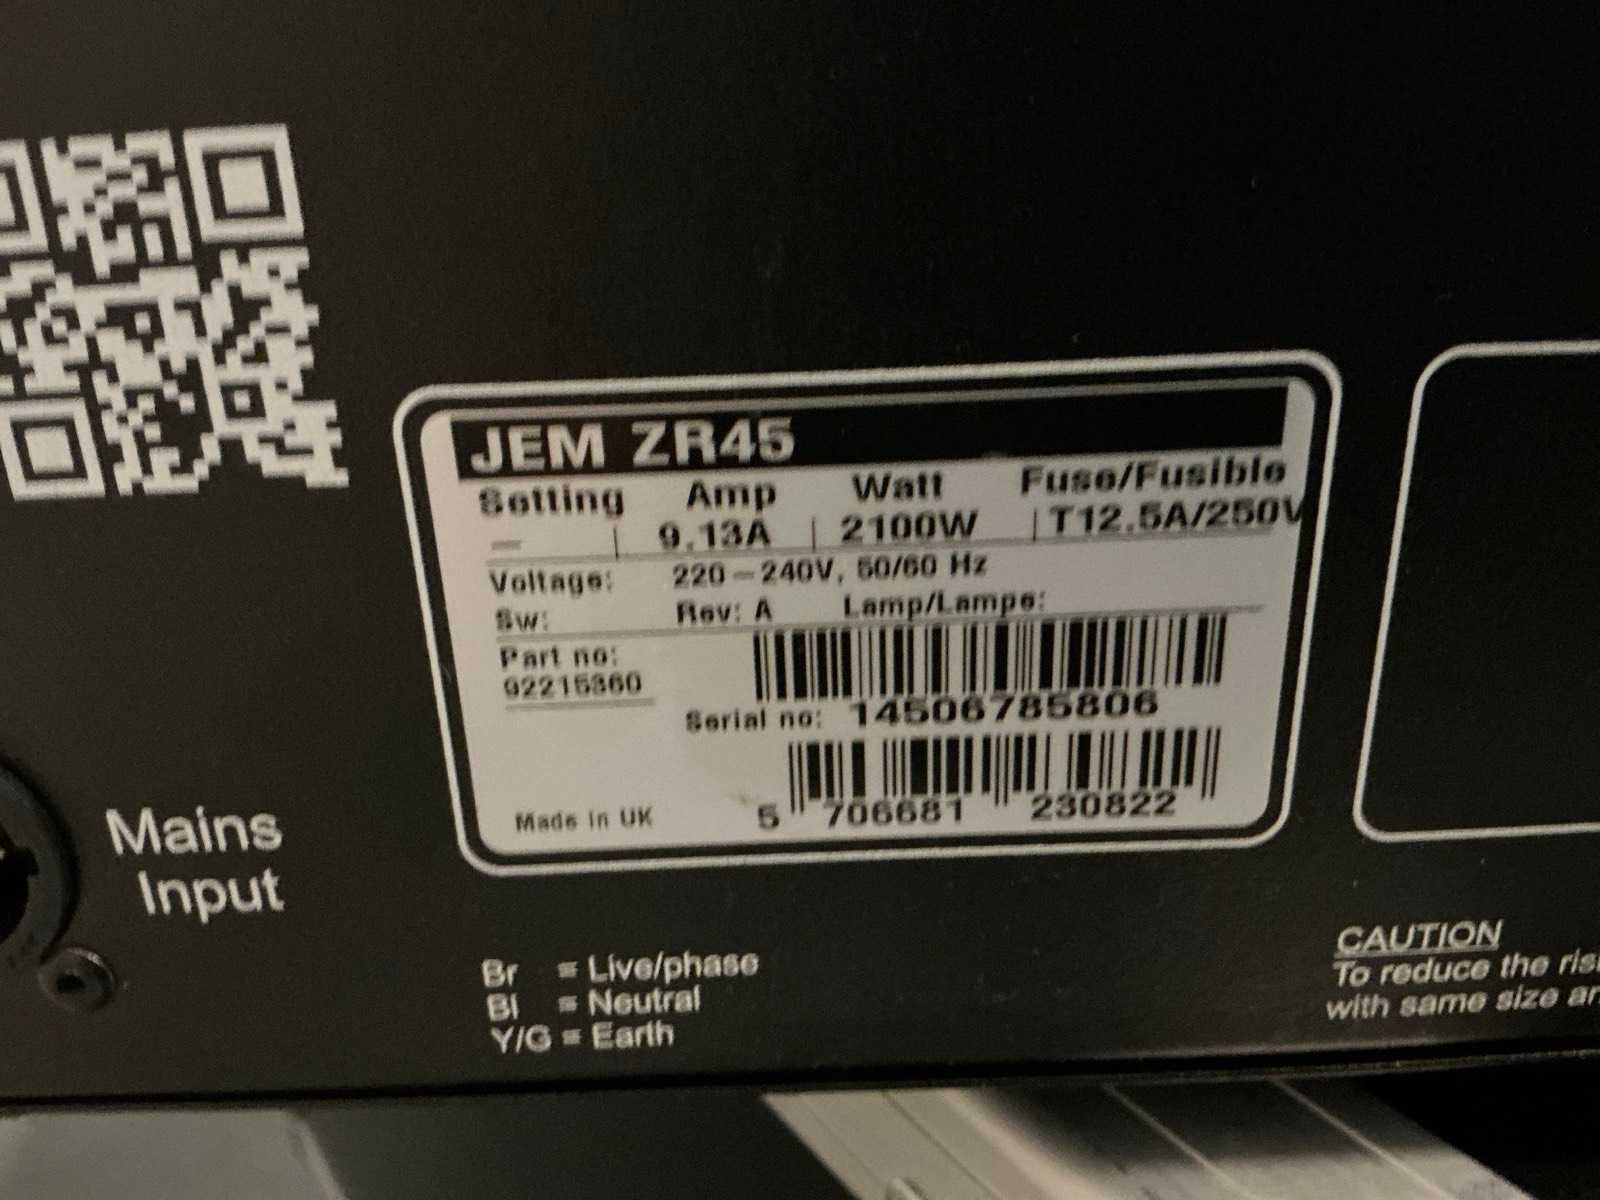 JEM ZR45
Setting Amp Watt Fuse/Fusible
– | 9.13A | 2100W | T12.5A/250V
Voltage: 220–240V, 50/60 Hz
Sw: Rev: A Lamp/Lampe:
Part no:
92215360
Serial no: 14506785806
Made in UK
5 706681 230822
Mains
Input
Br = Live/phase
Bl = Neutral
Y/G = Earth
CAUTION
To reduce the
with same size